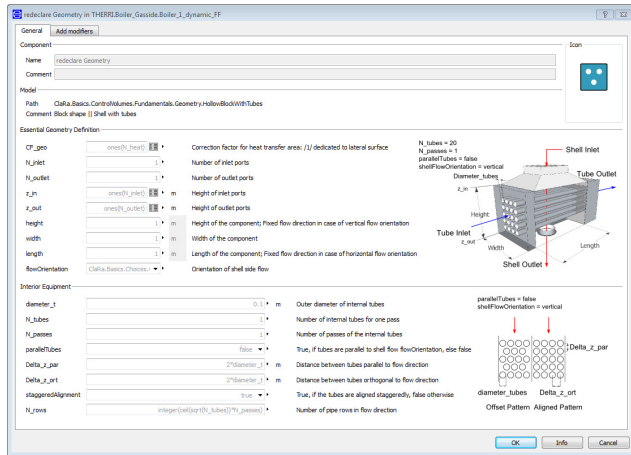 redeclare Geometry in THERRI.Boiler_Gasside.Boiler_1_dynamic_FF
General Add modifiers
Component
Icon
Name redeclare Geometry
Comment
Model
Path ClaRa.Basics.ControlVolumes.Fundamentals.Geometry.HollowBlockWithTubes
Comment Block shape || Shell with tubes
Essential Geometry Definition
CF_geo ones(N_heat) Correction factor for heat transfer area: /1/ dedicated to lateral surface
N_inlet 1 Number of inlet ports
N_outlet 1 Number of outlet ports
z_in ones(N_inlet) m Height of inlet ports
z_out ones(N_outlet) m Height of outlet ports
height 1 m Height of the component; Fixed flow direction in case of vertical flow orientation
width 1 m Width of the component
length 1 m Length of the component; Fixed flow direction in case of horizontal flow orientation
flowOrientation ClaRa.Basics.Choices. Orientation of shell side flow
N_tubes = 20
N_passes = 1
parallelTubes = false
shellFlowOrientation = vertical
Diameter_tubes
Shell Inlet
Tube Outlet
z_in
Height
Tube Inlet
z_out
Width
Length
Shell Outlet
Interior Equipment
diameter_t 0.1 m Outer diameter of internal tubes
N_tubes 1 Number of internal tubes for one pass
N_passes 1 Number of passes of the internal tubes
parallelTubes false True, if tubes are parallel to shell flow flowOrientation, else false
Delta_z_par 2*diameter_t m Distance between tubes parallel to flow direction
Delta_z_ort 2*diameter_t m Distance between tubes orthogonal to flow direction
staggeredAlignment true True, if the tubes are aligned staggeredly, false otherwise
N_rows integer(ceil(sqrt(N_tubes))*N_passes) Number of pipe rows in flow direction
parallelTubes = false
shellFlowOrientation = vertical
Delta_z_par
diameter_tubes Delta_z_ort
Offset Pattern Aligned Pattern
OK Info Cancel